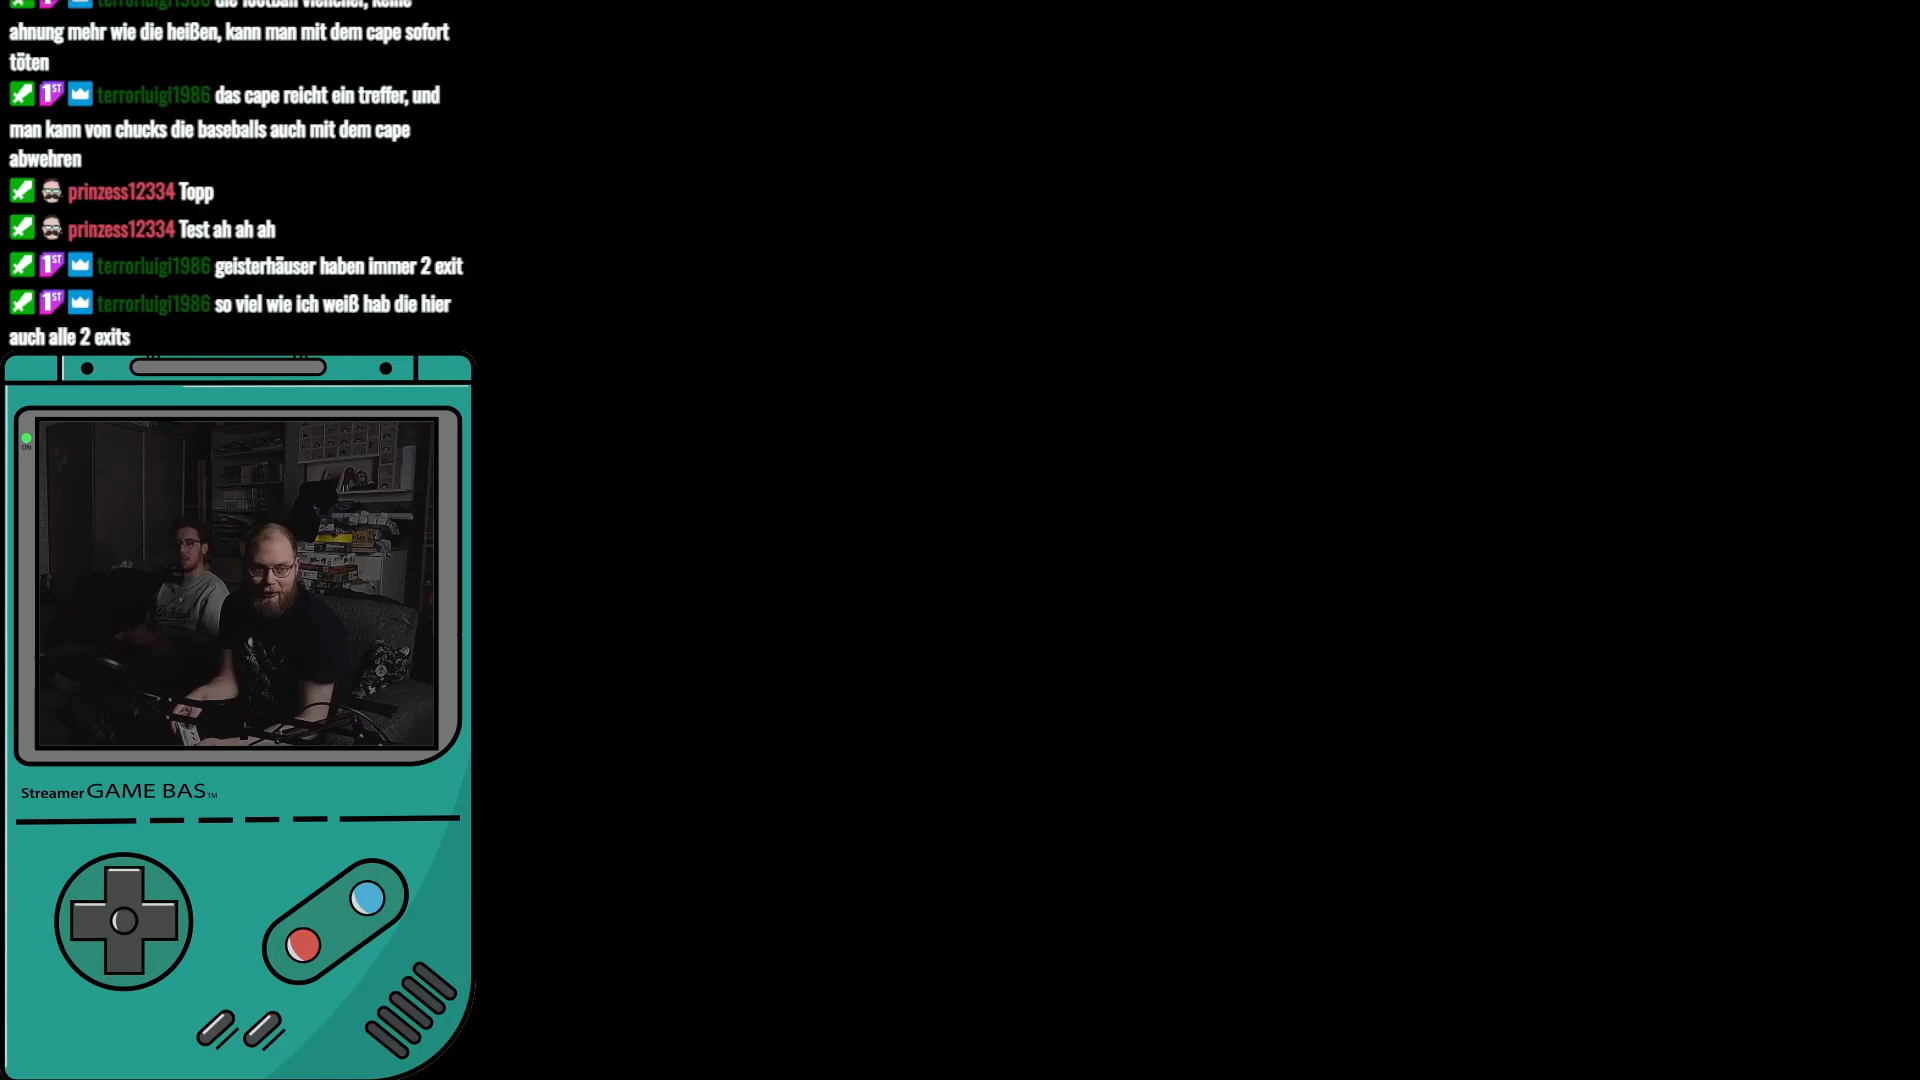 ahnung mehr wie die heißen, kann man mit dem cape sofort
töten
1ST terrorluigi1986 das cape reicht ein treffer, und
man kann von chucks die baseballs auch mit dem cape
abwehren
prinzess12334 Topp
prinzess12334 Test ah ah ah
1ST terrorluigi1986 geisterhäuser haben immer 2 exit
1ST terrorluigi1986 so viel wie ich weiß hab die hier
auch alle 2 exits
ON
Streamer GAME BAS TM